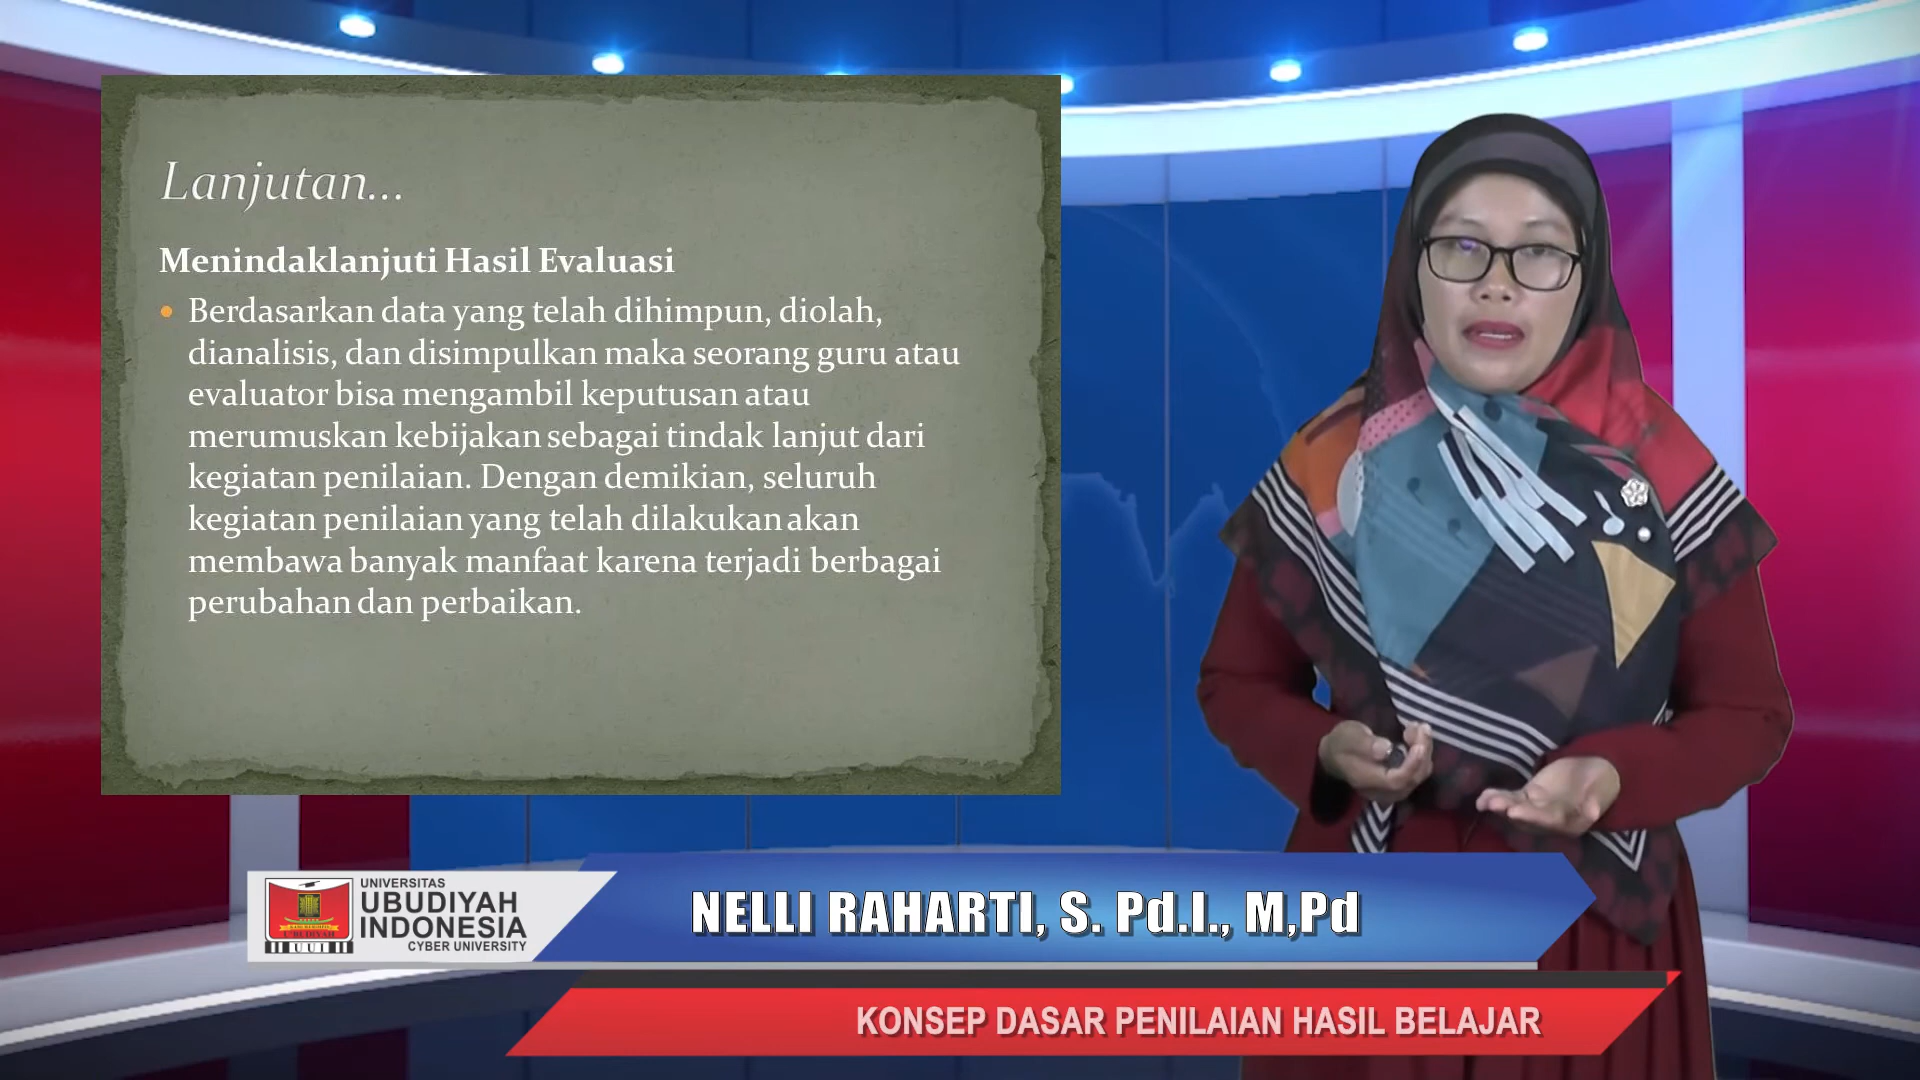 Lanjutan...
Menindaklanjuti Hasil Evaluasi
• Berdasarkan data yang telah dihimpun, diolah,
dianalisis, dan disimpulkan maka seorang guru atau
evaluator bisa mengambil keputusan atau
merumuskan kebijakan sebagai tindak lanjut dari
kegiatan penilaian. Dengan demikian, seluruh
kegiatan penilaian yang telah dilakukan akan
membawa banyak manfaat karena terjadi berbagai
perubahan dan perbaikan.
UNIVERSITAS
UBUDIYAH
INDONESIA
CYBER UNIVERSITY
NELLI RAHARTI, S. Pd.I., M,Pd
KONSEP DASAR PENILAIAN HASIL BELAJAR